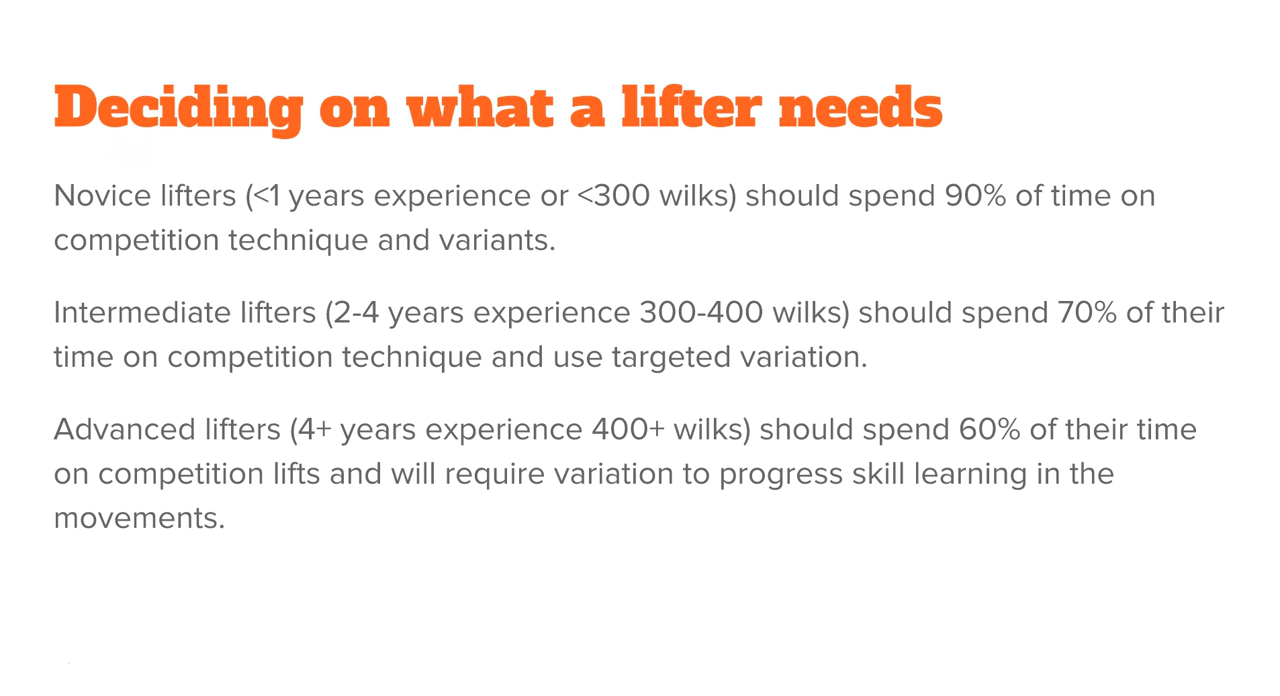 Deciding on what a lifter needs
Novice lifters (<1 years experience or <300 wilks) should spend 90% of time on
competition technique and variants.
Intermediate lifters (2-4 years experience 300-400 wilks) should spend 70% of their
time on competition technique and use targeted variation.
Advanced lifters (4+ years experience 400+ wilks) should spend 60% of their time
on competition lifts and will require variation to progress skill learning in the
movements.